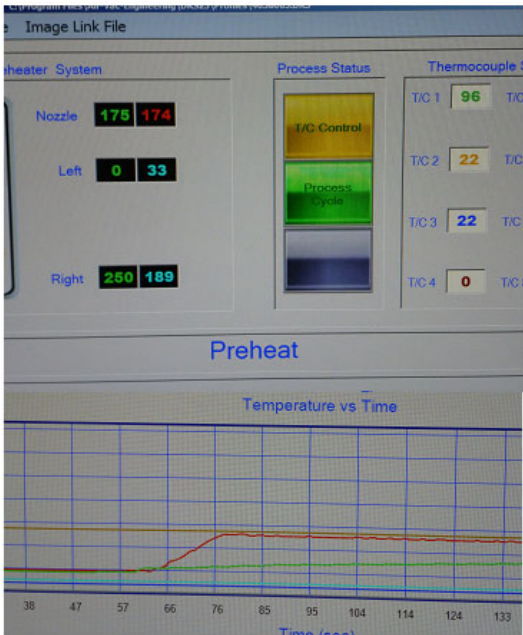 Image Link File
eheater System
Process Status
Thermocouple S
Nozzle 175 174
T/C Control
T/C 1 96 T/C
Left 0 33
Process
Cycle
T/C 2 22 T/C
T/C 3 22 T/C
Right 250 189
T/C 4 0 T/C
Preheat
Temperature vs Time
38 47 57 66 76 85 95 104 114 124 133
Time (sec)